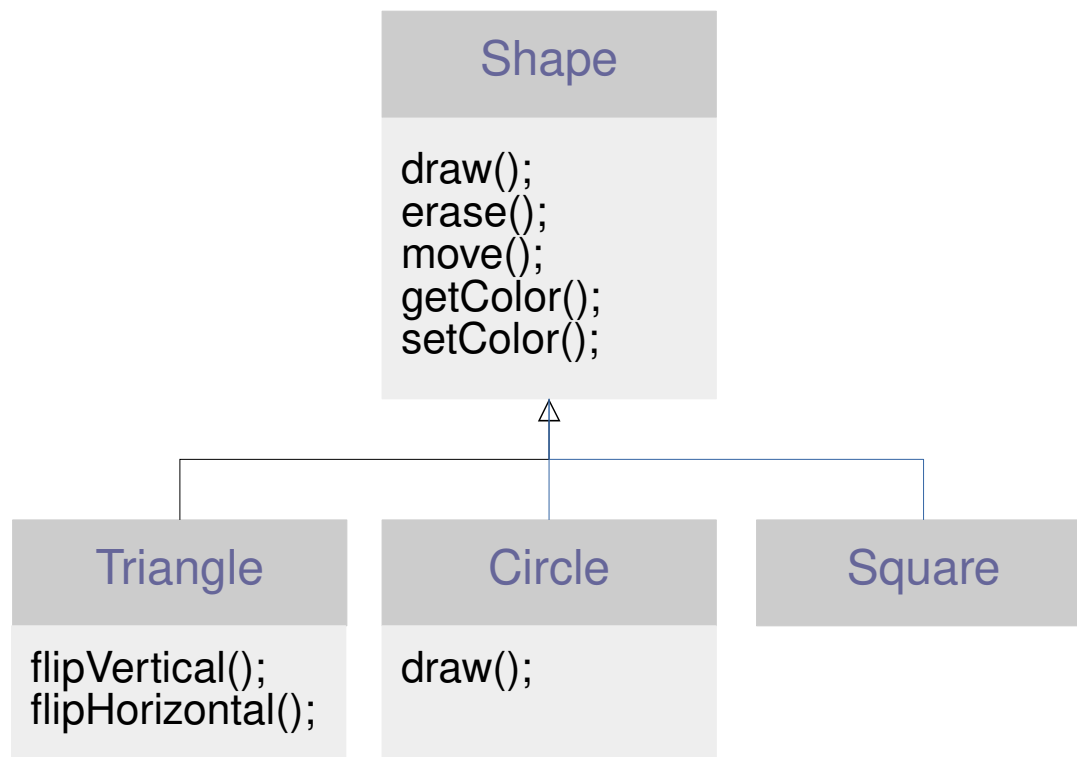 Shape
draw();
erase();
move();
getColor();
setColor();
Triangle
flipVertical();
flipHorizontal();
Circle
draw();
Square